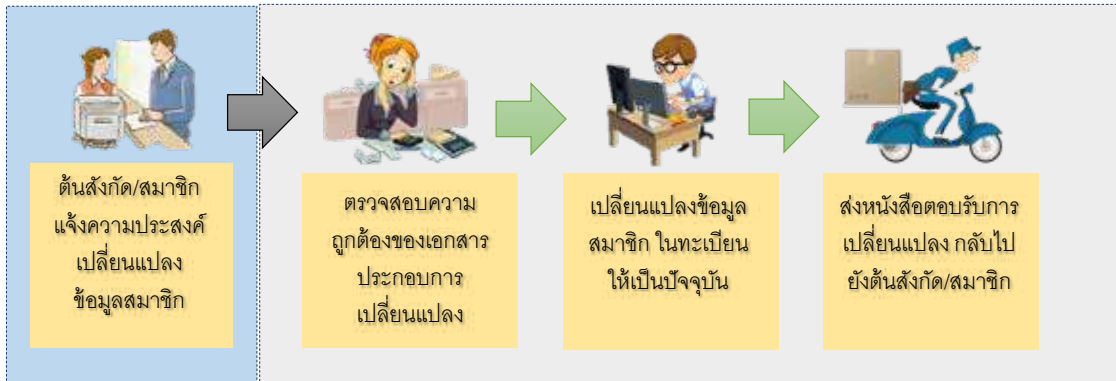 ต้นสังกัด/สมาชิก
แจ้งความประสงค์
เปลี่ยนแปลง
ข้อมูลสมาชิก
ตรวจสอบความ
ถูกต้องของเอกสาร
ประกอบการ
เปลี่ยนแปลง
เปลี่ยนแปลงข้อมูล
สมาชิก ในทะเบียน
ให้เป็นปัจจุบัน
ส่งหนังสือตอบรับการ
เปลี่ยนแปลง กลับไป
ยังต้นสังกัด/สมาชิก